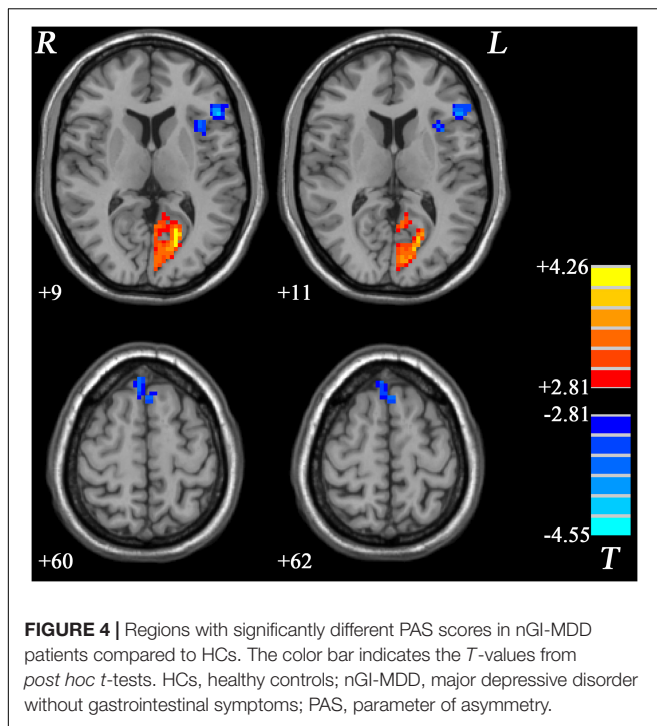 R L
+9 +11
+4.26
+2.81
-2.81
-4.55
T
+60 +62
FIGURE 4 | Regions with significantly different PAS scores in nGI-MDD
patients compared to HCs. The color bar indicates the T-values from
post hoc t-tests. HCs, healthy controls; nGI-MDD, major depressive disorder
without gastrointestinal symptoms; PAS, parameter of asymmetry.